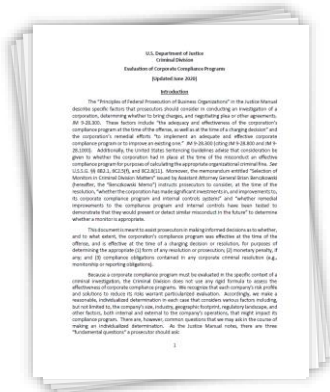 U.S. Department of Justice
Criminal Division
Evaluation of Corporate Compliance Programs
(Updated June 2020)
Introduction
The "Principles of Federal Prosecution of Business Organizations" in the Justice Manual
describe specific factors that prosecutors should consider in conducting an investigation of a
corporation, determining whether to bring charges, and negotiating plea or other agreements.
JM 9-28.300. These factors include "the adequacy and effectiveness of the corporation's
compliance program at the time of the offense, as well as at the time of a charging decision" and
the corporation's remedial efforts "to implement an adequate and effective corporate
compliance program or to improve an existing one." JM 9-28.300 (citing JM 9-28.800 and JM 9-
28.1000). Additionally, the United States Sentencing Guidelines advise that consideration be
given to whether the corporation had in place at the time of the misconduct an effective
compliance program for purposes of calculating the appropriate organizational criminal fine. See
U.S.S.G. §§ 8B2.1, 8C2.5(f), and 8C2.8(11). Moreover, the memorandum entitled "Selection of
Monitors in Criminal Division Matters" issued by Assistant Attorney General Brian Benczkowski
(hereafter, the "Benczkowski Memo") instructs prosecutors to consider, at the time of the
resolution, "whether the corporation has made significant investments in, and improvements to,
its corporate compliance program and internal controls systems" and "whether remedial
improvements to the compliance program and internal controls have been tested to
demonstrate that they would prevent or detect similar misconduct in the future" to determine
whether a monitor is appropriate.
This document is meant to assist prosecutors in making informed decisions as to whether,
and to what extent, the corporation's compliance program was effective at the time of the
offense, and is effective at the time of a charging decision or resolution, for purposes of
determining the appropriate (1) form of any resolution or prosecution; (2) monetary penalty, if
any; and (3) compliance obligations contained in any corporate criminal resolution (e.g.,
monitorship or reporting obligations).
Because a corporate compliance program must be evaluated in the specific context of a
criminal investigation, the Criminal Division does not use any rigid formula to assess the
effectiveness of corporate compliance programs. We recognize that each company's risk profile
and solutions to reduce its risks warrant particularized evaluation. Accordingly, we make a
reasonable, individualized determination in each case that considers various factors including,
but not limited to, the company's size, industry, geographic footprint, regulatory landscape, and
other factors, both internal and external to the company's operations, that might impact its
compliance program. There are, however, common questions that we may ask in the course of
making an individualized determination. As the Justice Manual notes, there are three
"fundamental questions" a prosecutor should ask:
1